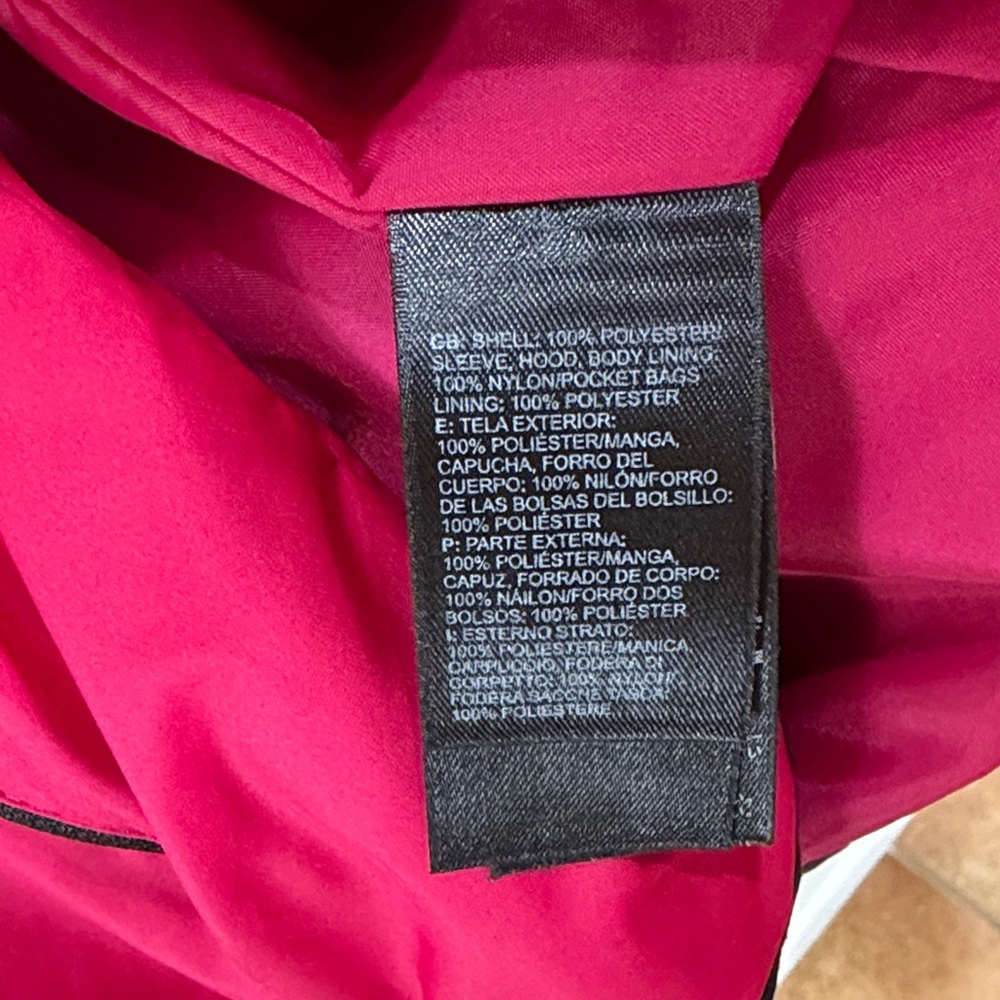 GB: SHELL: 100% POLYESTER/
SLEEVE, HOOD, BODY LINING:
100% NYLON/POCKET BAGS
LINING: 100% POLYESTER
E: TELA EXTERIOR:
100% POLIÉSTER/MANGA,
CAPUCHA, FORRO DEL
CUERPO: 100% NILÓN/FORRO
DE LAS BOLSAS DEL BOLSILLO:
100% POLIÉSTER
P: PARTE EXTERNA:
100% POLIÉSTER/MANGA,
CAPUZ, FORRADO DE CORPO:
100% NÁILON/FORRO DOS
BOLSOS: 100% POLIÉSTER
I: ESTERNO STRATO:
100% POLIESTERE/MANICA
CAPPUCCIO, FODERA DI
CORPETTO: 100% NYLON/
FODERA SACCHE
100% POLIESTERE